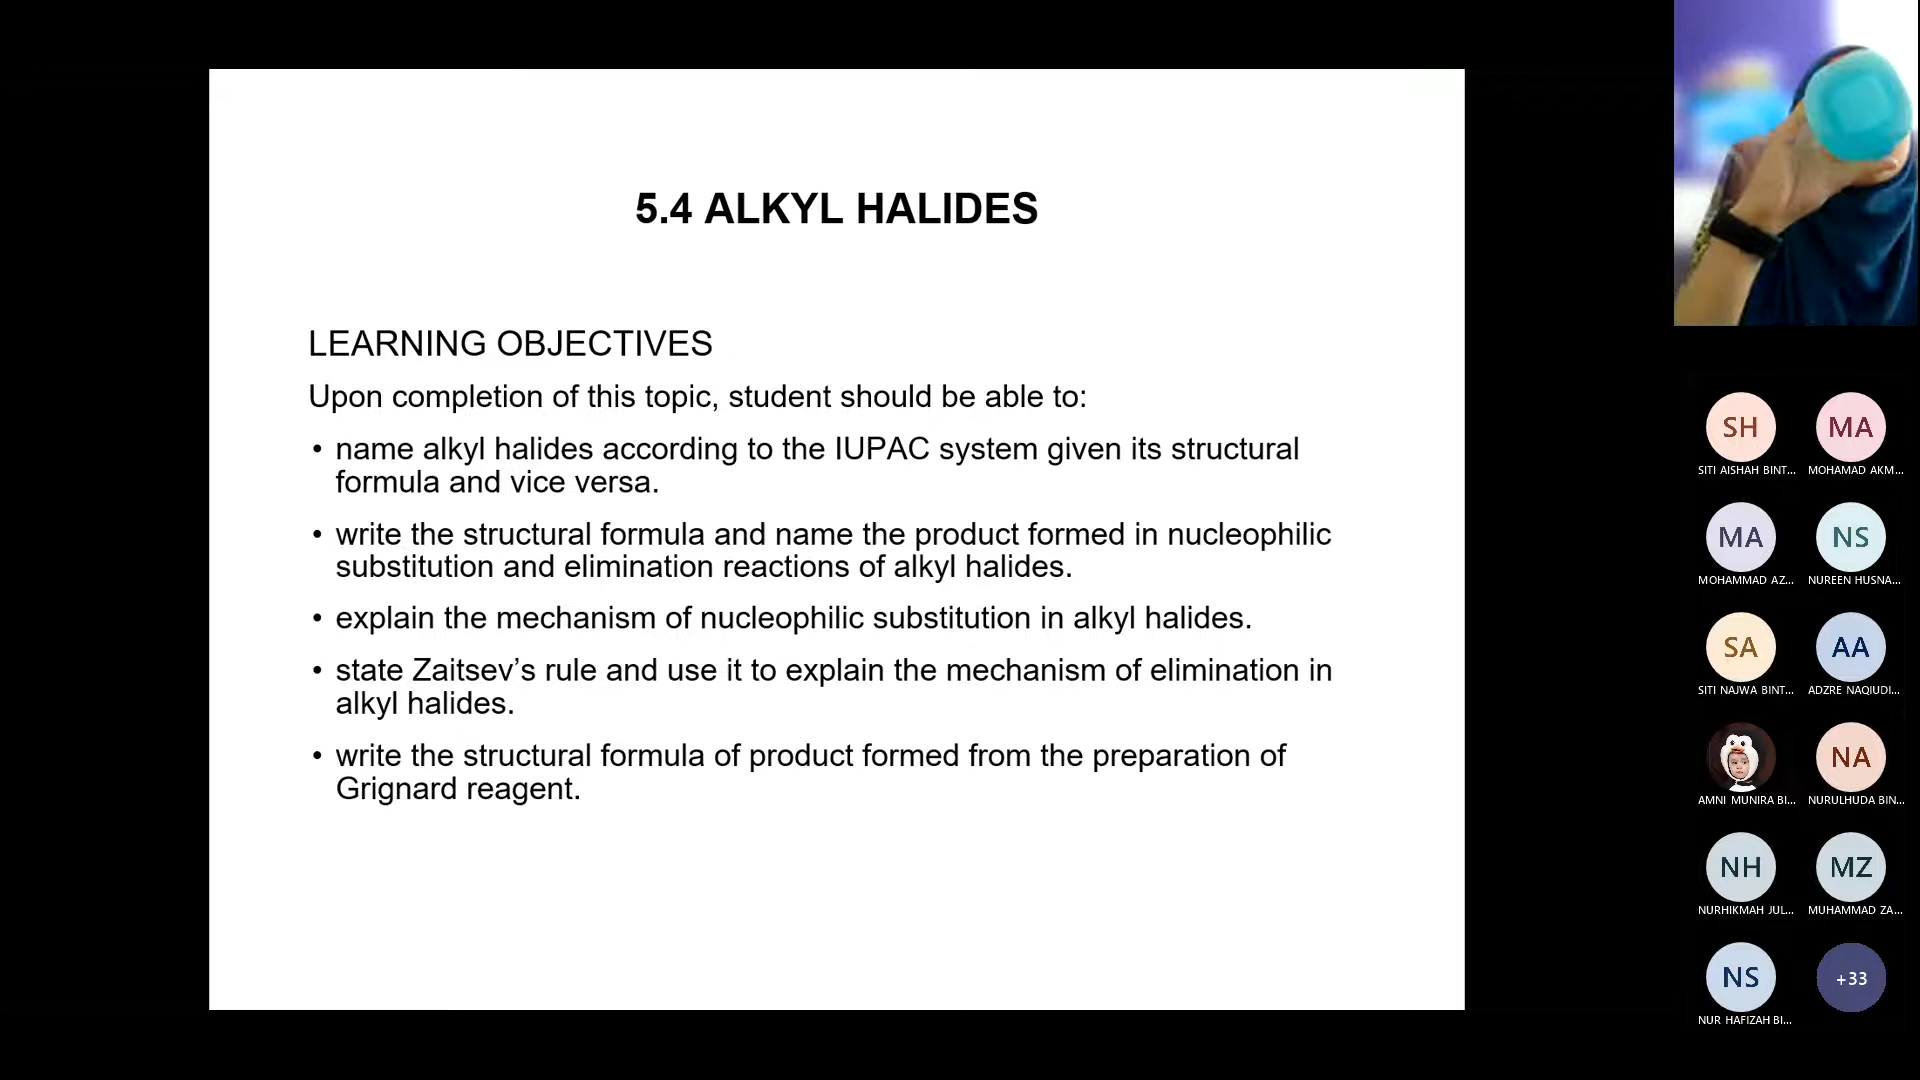 5.4 ALKYL HALIDES
LEARNING OBJECTIVES
Upon completion of this topic, student should be able to:
• name alkyl halides according to the IUPAC system given its structural
formula and vice versa.
• write the structural formula and name the product formed in nucleophilic
substitution and elimination reactions of alkyl halides.
• explain the mechanism of nucleophilic substitution in alkyl halides.
• state Zaitsev’s rule and use it to explain the mechanism of elimination in
alkyl halides.
• write the structural formula of product formed from the preparation of
Grignard reagent.
SH MA
SITI AISHAH BINT... MOHAMAD AKM...
MA NS
MOHAMMAD AZ... NUREEN HUSNA...
SA AA
SITI NAJWA BINT... ADZRE NAQIUDI...
NA
AMNI MUNIRA BI... NURULHUDA BIN...
NH MZ
NURHIKMAH JUL... MUHAMMAD ZA...
NS +33
NUR HAFIZAH BI...